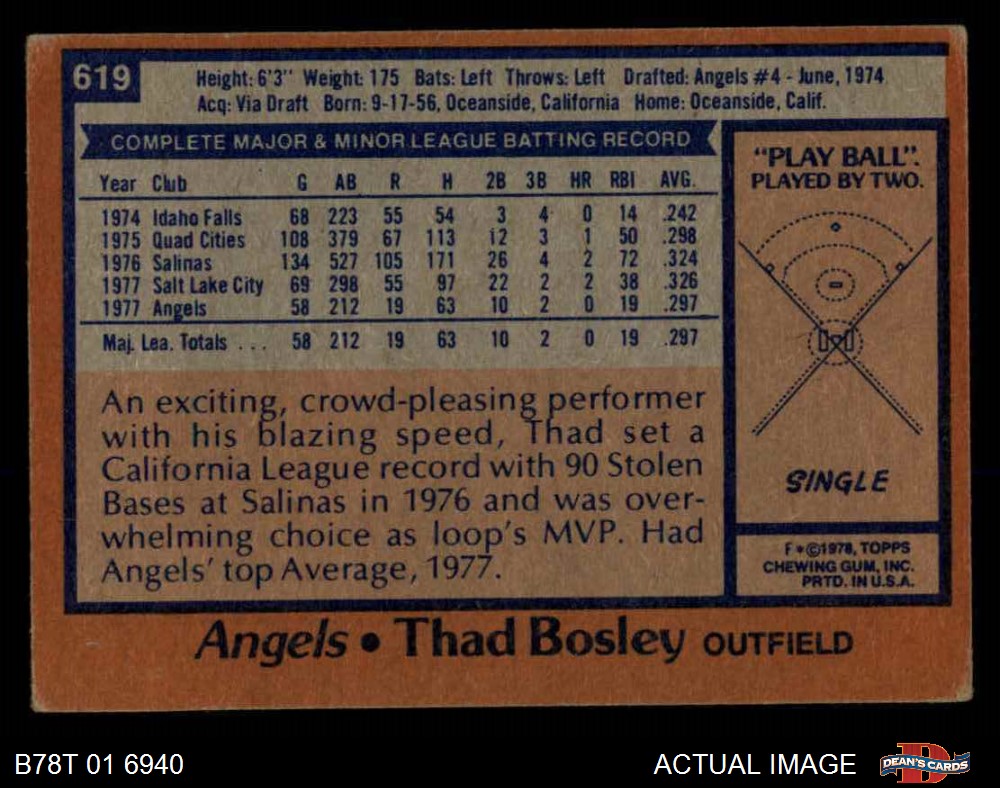 619
Height: 6'3" Weight: 175 Bats: Left Throws: Left Drafted: Angels #4 - June, 1974
Acq: Via Draft Born: 9-17-56, Oceanside, California Home: Oceanside, Calif.
COMPLETE MAJOR & MINOR LEAGUE BATTING RECORD
Year Club G AB R H 2B 3B HR RBI AVG.
1974 Idaho Falls 68 223 55 54 3 4 0 14 .242
1975 Quad Cities 108 379 67 113 12 3 1 50 .298
1976 Salinas 134 527 105 171 26 4 2 72 .324
1977 Salt Lake City 69 298 55 97 22 2 2 38 .326
1977 Angels 58 212 19 63 10 2 0 19 .297
Maj. Lea. Totals ... 58 212 19 63 10 2 0 19 .297
An exciting, crowd-pleasing performer
with his blazing speed, Thad set a
California League record with 90 Stolen
Bases at Salinas in 1976 and was over-
whelming choice as loop's MVP. Had
Angels' top Average, 1977.
"PLAY BALL".
PLAYED BY TWO.
SINGLE
F*©1978, TOPPS
CHEWING GUM, INC.
PRTD. IN U.S.A.
Angels • Thad Bosley OUTFIELD
B78T 01 6940
ACTUAL IMAGE
D
DEAN'S CARDS